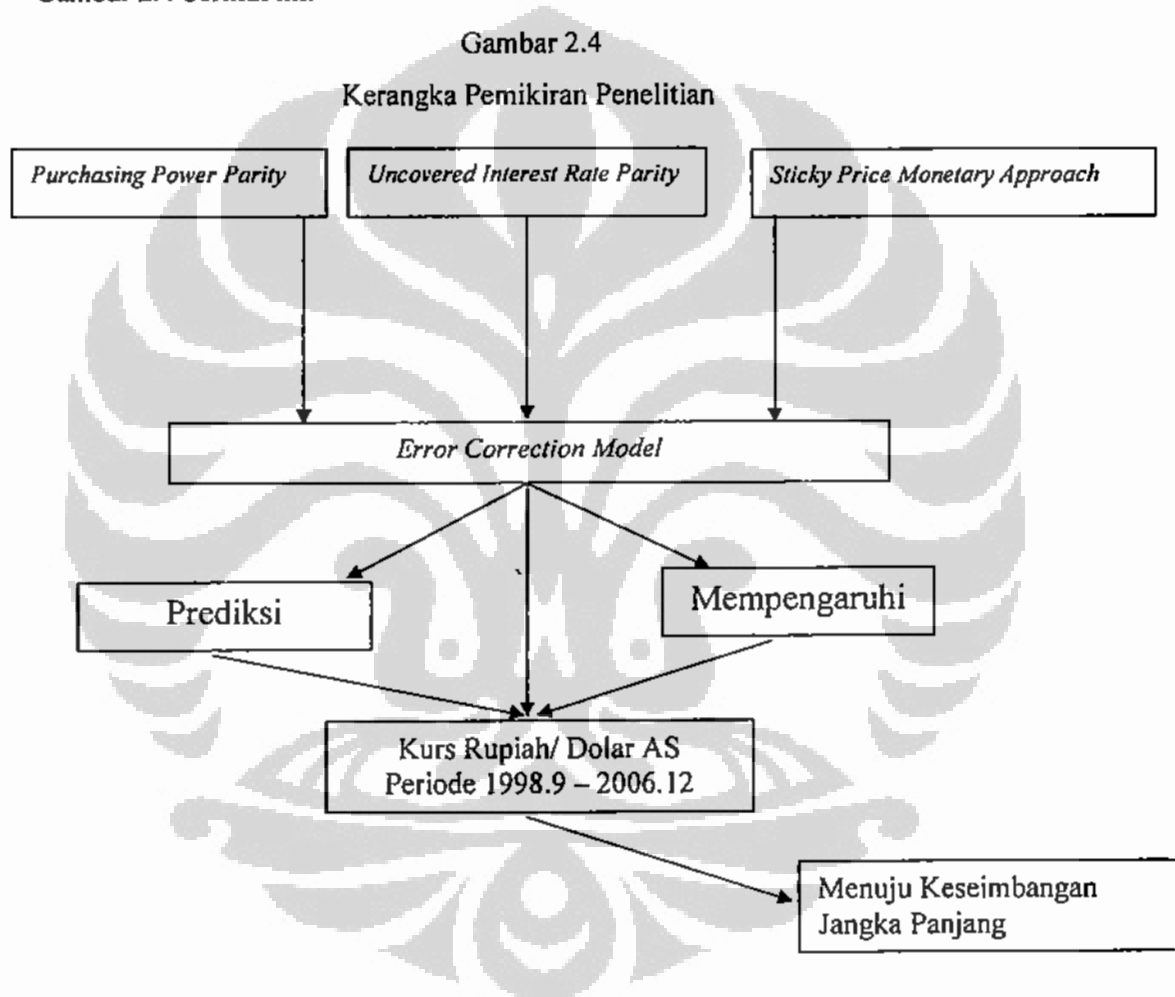 Gambar 2.4
Kerangka Pemikiran Penelitian
Purchasing Power Parity
Uncovered Interest Rate Parity
Sticky Price Monetary Approach
Error Correction Model
Prediksi
Mempengaruhi
Kurs Rupiah/ Dolar AS
Periode 1998.9 – 2006.12
Menuju Keseimbangan
Jangka Panjang